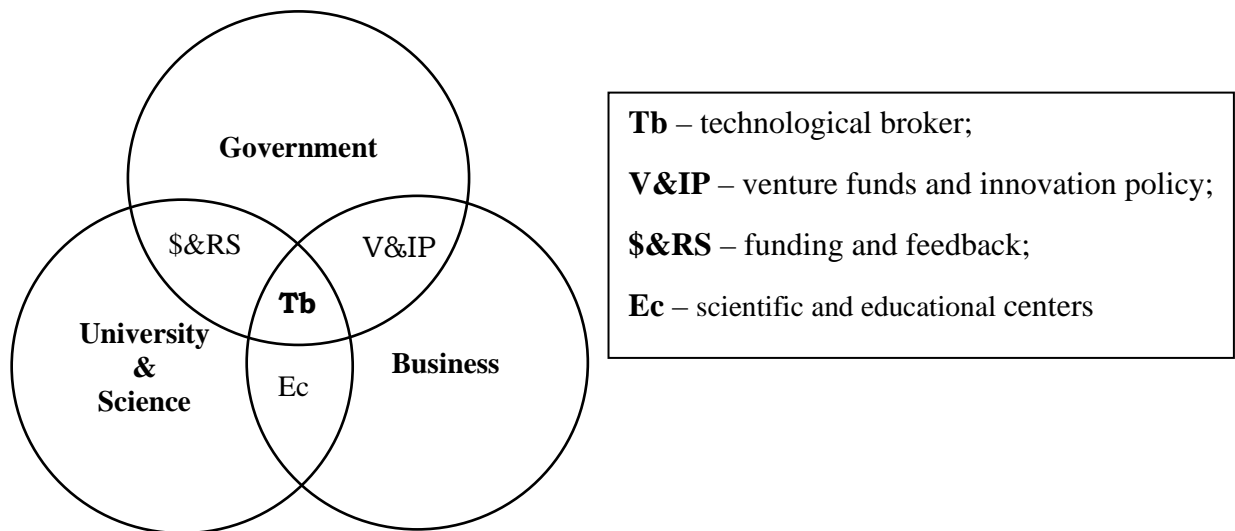 Government
$&RS
V&IP
Tb
University
&
Science
Business
Ec
Tb – technological broker;
V&IP – venture funds and innovation policy;
$&RS – funding and feedback;
Ec – scientific and educational centers